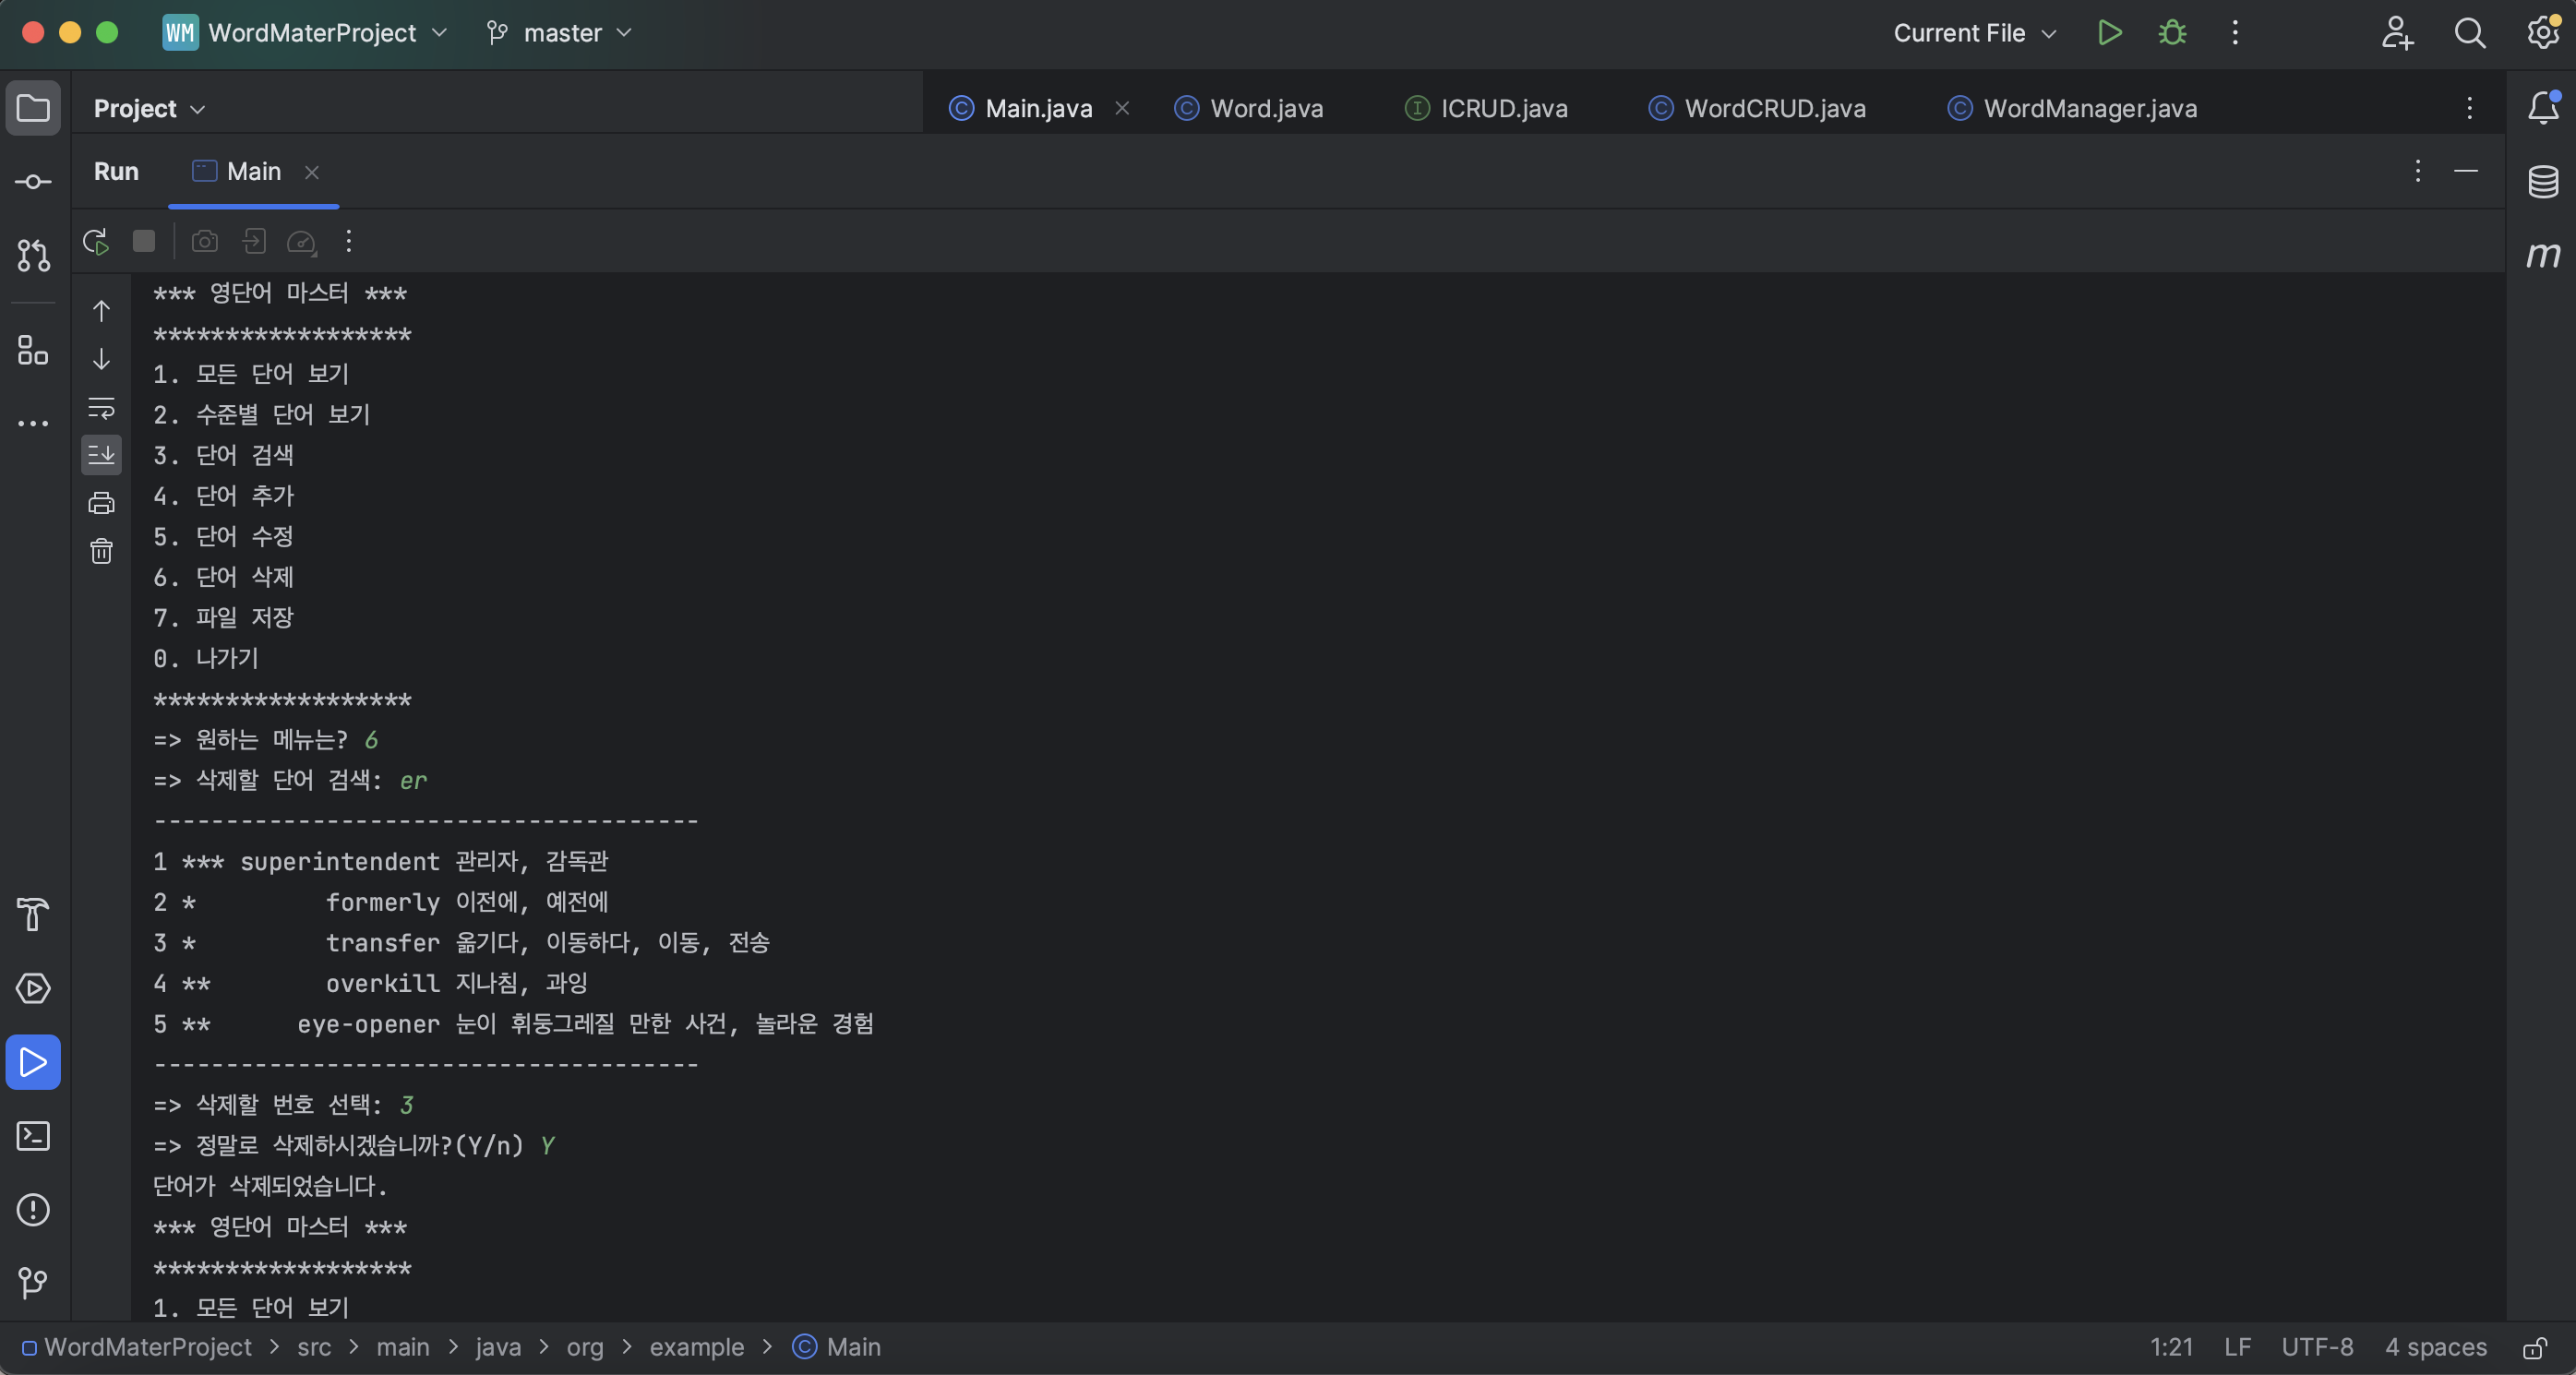 WM WordMaterProject master Current File
Project Main.java Word.java ICRUD.java WordCRUD.java WordManager.java
Run Main
*** 영단어 마스터 ***
******************
1. 모든 단어 보기
2. 수준별 단어 보기
3. 단어 검색
4. 단어 추가
5. 단어 수정
6. 단어 삭제
7. 파일 저장
0. 나가기
******************
=> 원하는 메뉴는? 6
=> 삭제할 단어 검색: er
--------------------------------------
1 *** superintendent 관리자, 감독관
2 *         formerly 이전에, 예전에
3 *         transfer 옮기다, 이동하다, 이동, 전송
4 **        overkill 지나침, 과잉
5 **      eye-opener 눈이 휘둥그레질 만한 사건, 놀라운 경험
--------------------------------------
=> 삭제할 번호 선택: 3
=> 정말로 삭제하시겠습니까?(Y/n) Y
단어가 삭제되었습니다.
*** 영단어 마스터 ***
******************
1. 모든 단어 보기
WordMaterProject > src > main > java > org > example > Main 1:21 LF UTF-8 4 spaces